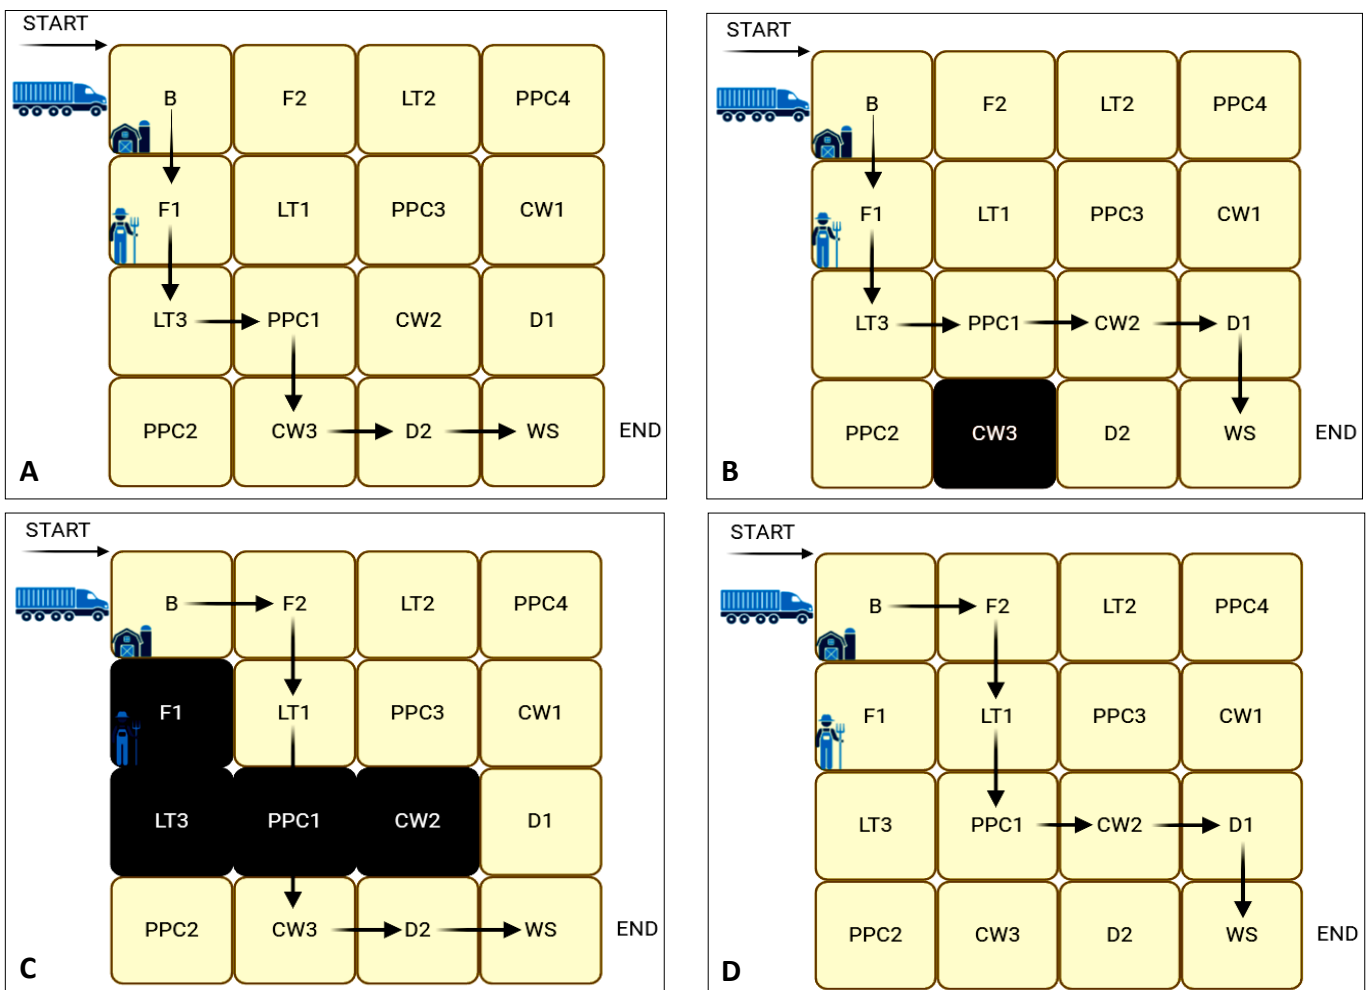 START
B F2 LT2 PPC4
F1 LT1 PPC3 CW1
LT3 PPC1 CW2 D1
PPC2 CW3 D2 WS END
A
START
B F2 LT2 PPC4
F1 LT1 PPC3 CW1
LT3 PPC1 CW2 D1
PPC2 CW3 D2 WS END
B
START
B F2 LT2 PPC4
F1 LT1 PPC3 CW1
LT3 PPC1 CW2 D1
PPC2 CW3 D2 WS END
C
START
B F2 LT2 PPC4
F1 LT1 PPC3 CW1
LT3 PPC1 CW2 D1
PPC2 CW3 D2 WS END
D